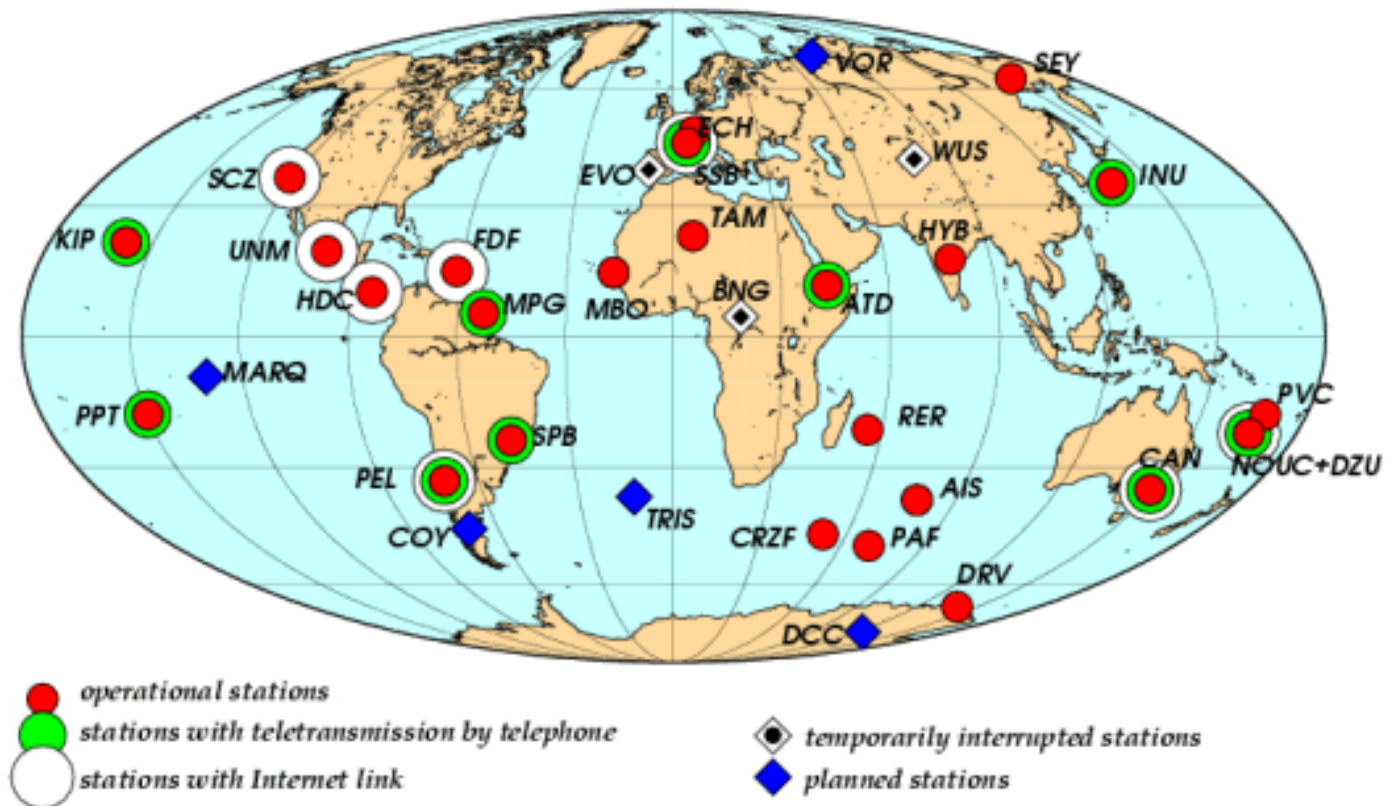 VOR
SEY
ECH
WUS
SCZ
EVO
SSB+
INU
TAM
KIP
UNM
FDF
HYB
HDC
MPG
MBO
BNG
ATD
MARQ
PPT
SPB
RER
PVC
PEL
CAN
NOUC+DZU
AIS
TRIS
COY
CRZF
PAF
DRV
DCC
operational stations
stations with teletransmission by telephone
stations with Internet link
temporarily interrupted stations
planned stations